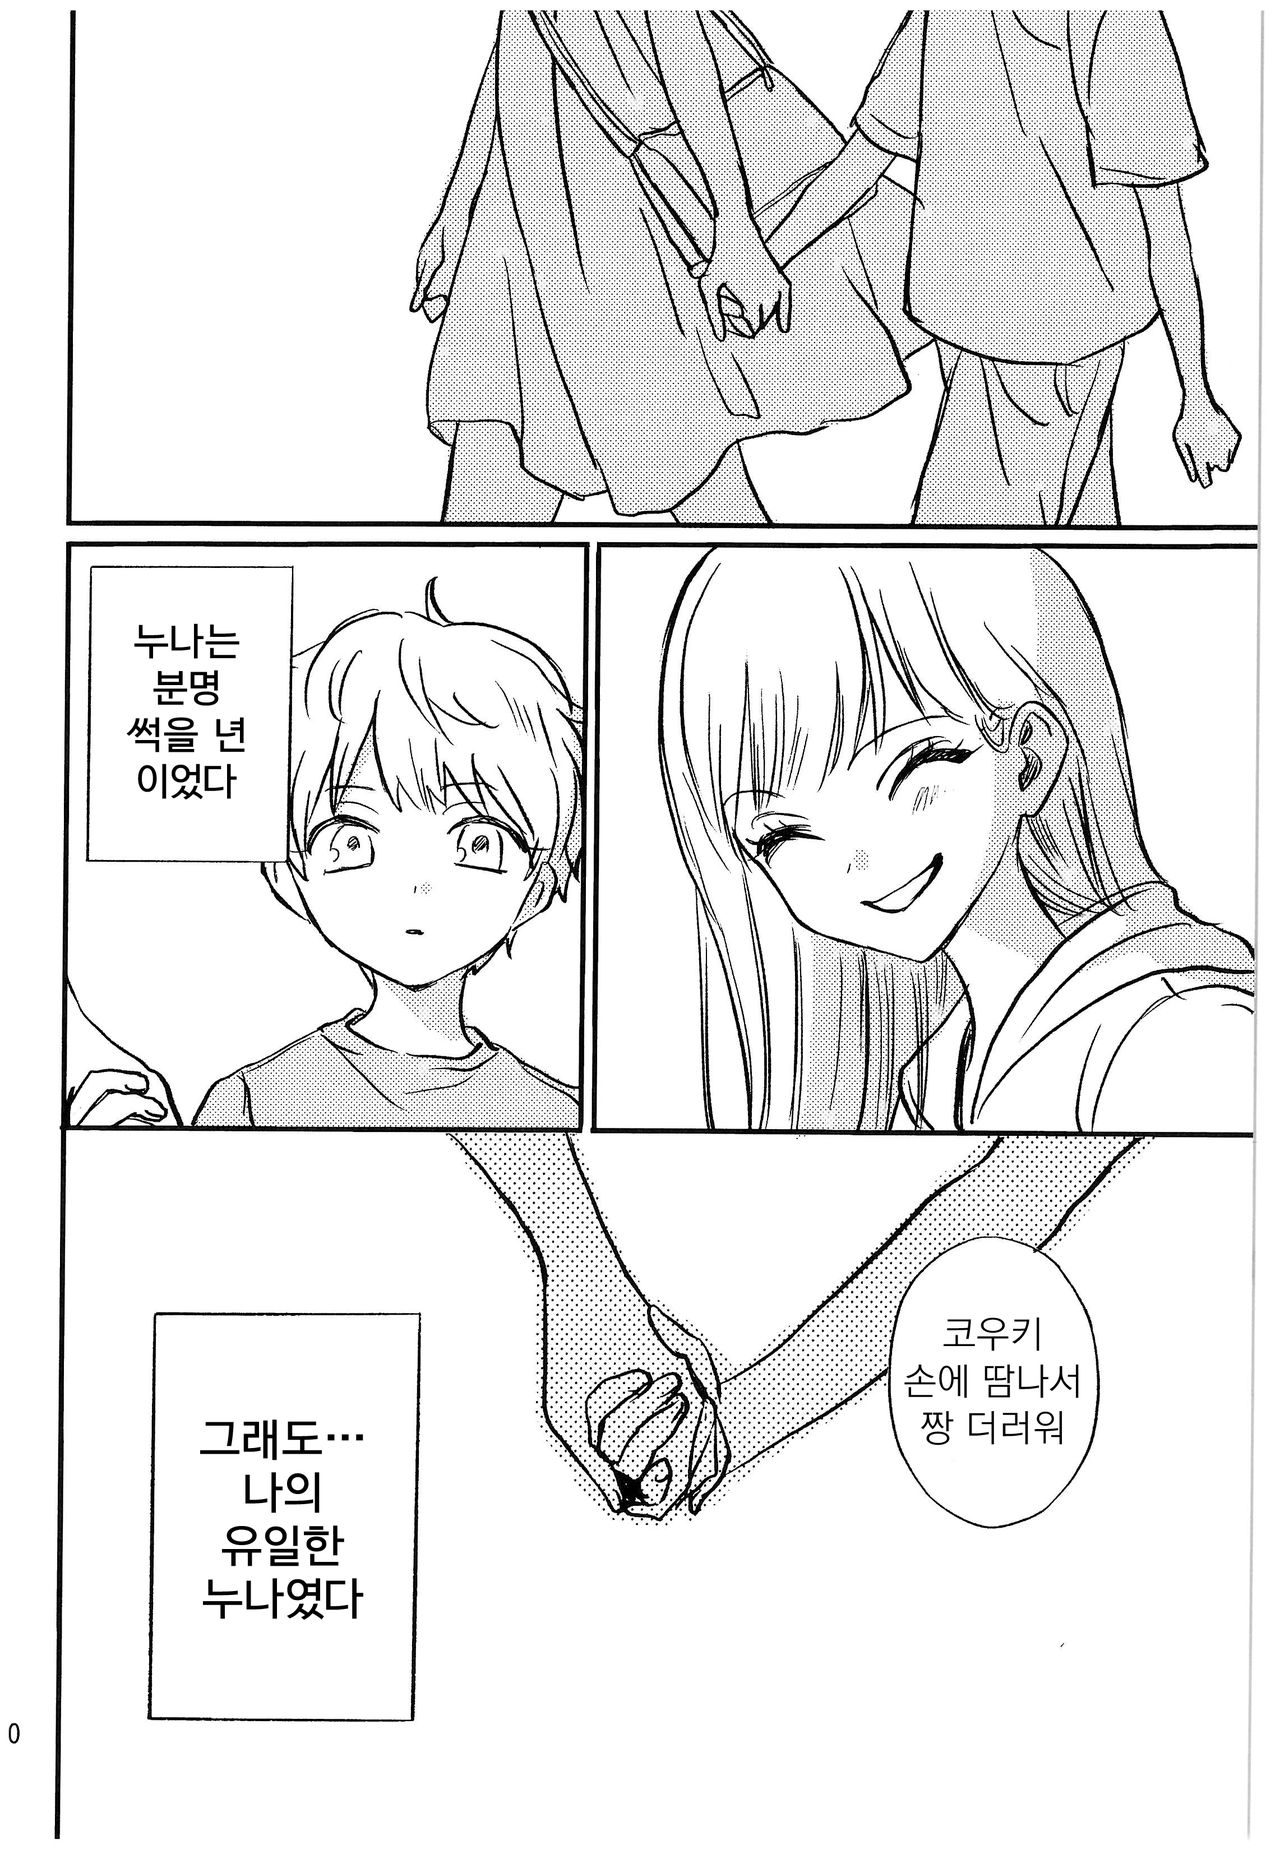 누나는
분명
썩을 년
이었다
코우키
손에 땀나서
짱 더러워
그래도…
나의
유일한
누나였다
0